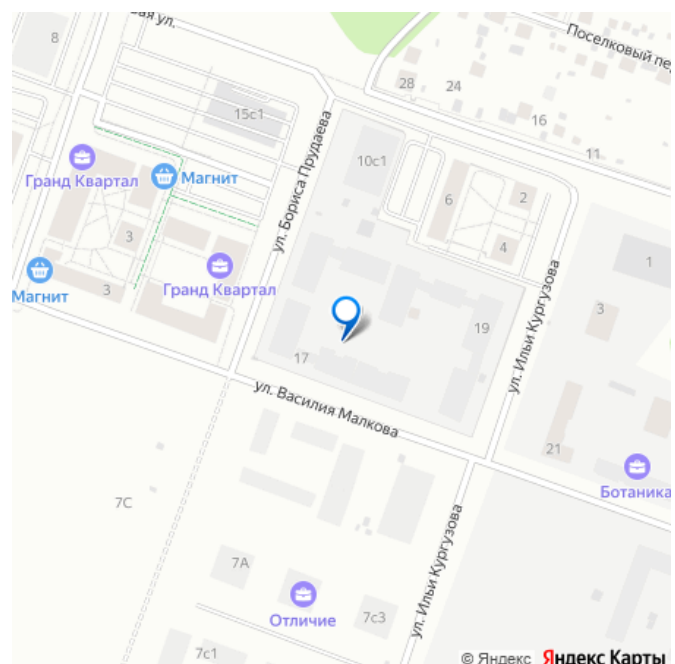 вая ул.
8
Поселковый пер
28
24
15с1
16
ул. Бориса Прудаева
10с1
11
Гранд Квартал
Магнит
6
2
3
4
1
Гранд Квартал
ул. Ильи Кургузова
Магнит
3
3
19
17
ул. Василия Малкова
21
Ботаника
7С
ул. Ильи Кургузова
7А
Отличие
7с3
7с1
© Яндекс Яндекс Карты